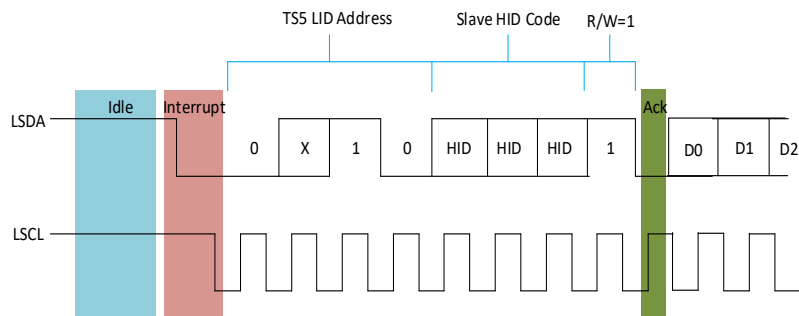 TS5 LID Address Slave HID Code R/W=1
Idle Interrupt Ack
LSDA
0 X 1 0 HID HID HID 1 D0 D1 D2
LSCL